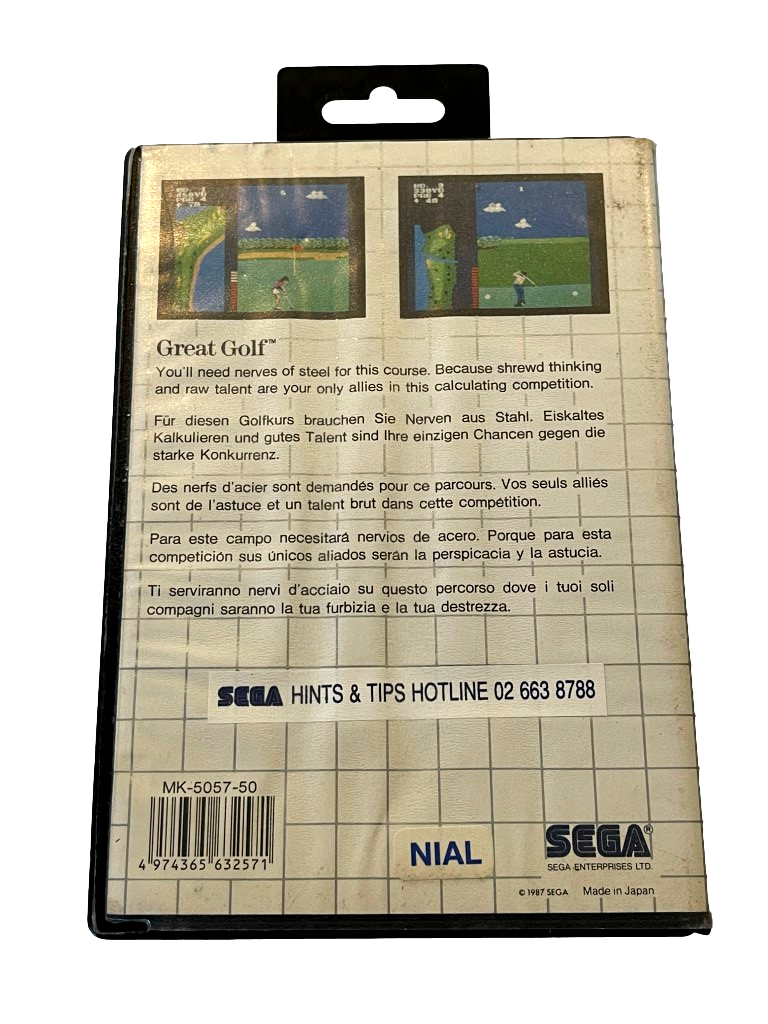 Great Golf™
You'll need nerves of steel for this course. Because shrewd thinking
and raw talent are your only allies in this calculating competition.
Für diesen Golfkurs brauchen Sie Nerven aus Stahl. Eiskaltes
Kalkulieren und gutes Talent sind Ihre einzigen Chancen gegen die
starke Konkurrenz.
Des nerfs d'acier sont demandés pour ce parcours. Vos seuls alliés
sont de l'astuce et un talent brut dans cette compétition.
Para este campo necesitará nervios de acero. Porque para esta
competición sus únicos aliados serán la perspicacia y la astucia.
Ti serviranno nervi d'acciaio su questo percorso dove i tuoi soli
compagni saranno la tua furbizia e la tua destrezza.
SEGA HINTS & TIPS HOTLINE 02 663 8788
MK-5057-50
4 974365 632571
NIAL
SEGA®
SEGA ENTERPRISES LTD.
© 1987 SEGA Made in Japan